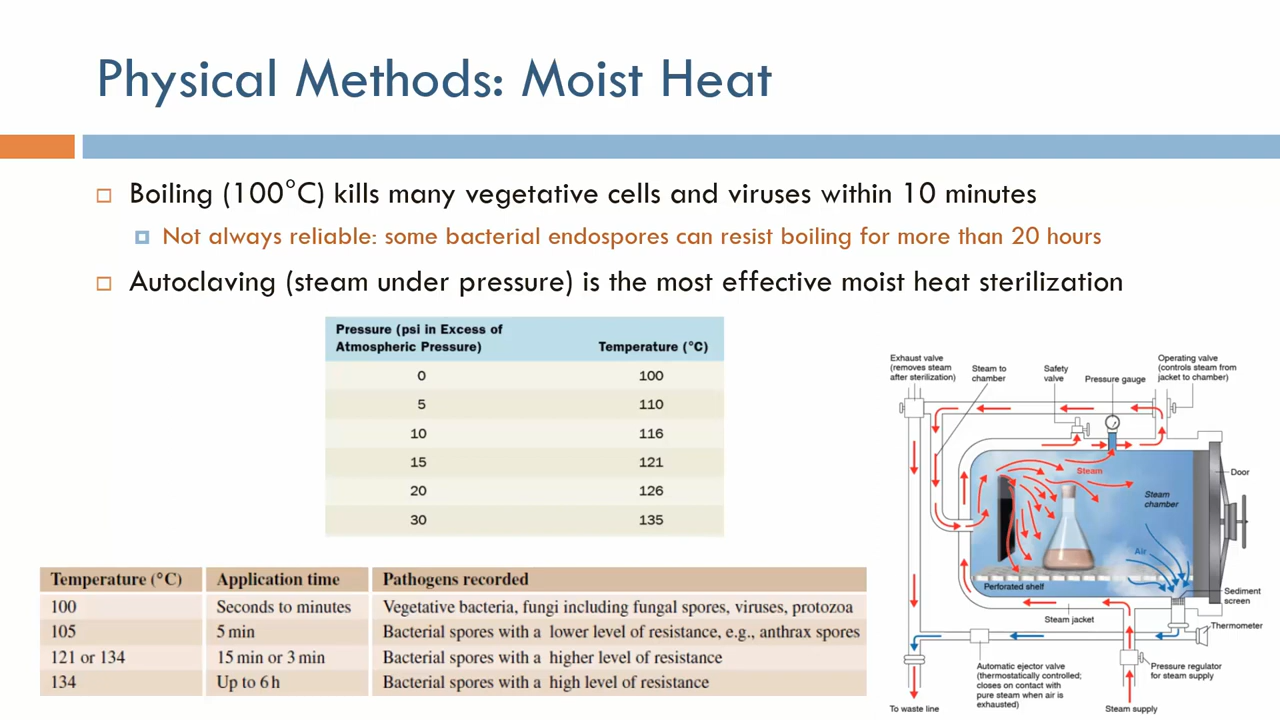 Physical Methods: Moist Heat
Boiling (100°C) kills many vegetative cells and viruses within 10 minutes
Not always reliable: some bacterial endospores can resist boiling for more than 20 hours
Autoclaving (steam under pressure) is the most effective moist heat sterilization
Pressure (psi in Excess of
Atmospheric Pressure) Temperature (°C)
0 100
5 110
10 116
15 121
20 126
30 135
Temperature (°C) Application time Pathogens recorded
100 Seconds to minutes Vegetative bacteria, fungi including fungal spores, viruses, protozoa
105 5 min Bacterial spores with a lower level of resistance, e.g., anthrax spores
121 or 134 15 min or 3 min Bacterial spores with a higher level of resistance
134 Up to 6 h Bacterial spores with a high level of resistance
Exhaust valve
(removes steam
after sterilization)
Steam to
chamber
Safety
valve
Pressure gauge
Operating valve
(controls steam from
jacket to chamber)
Steam
Door
Steam
chamber
Air
Perforated shelf
Sediment
screen
Steam jacket
Thermometer
Automatic ejector valve
(thermostatically controlled;
closes on contact with
pure steam when air is
exhausted)
Pressure regulator
for steam supply
To waste line
Steam supply